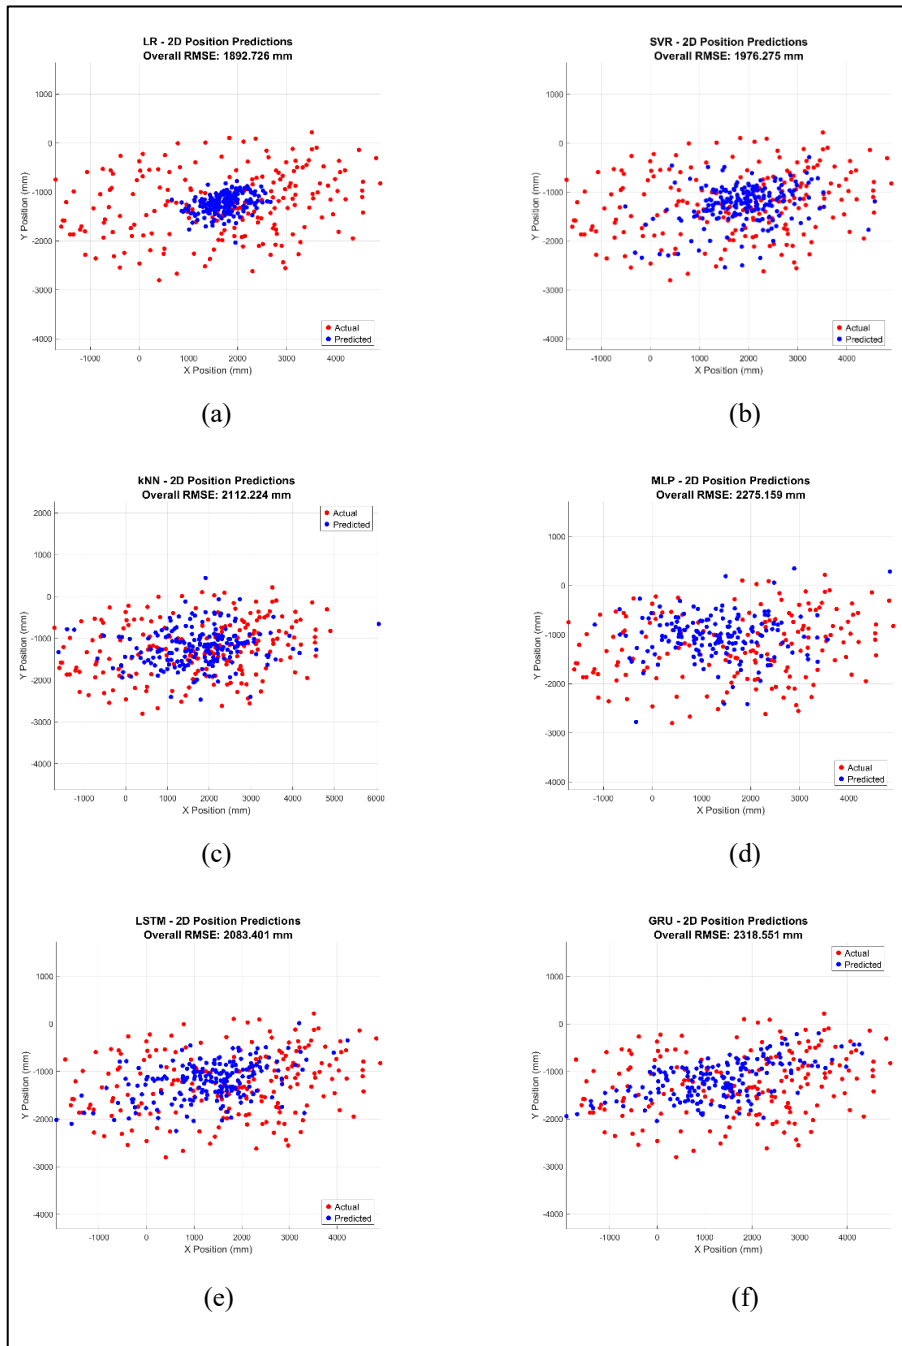 LR - 2D Position Predictions
Overall RMSE: 1892.726 mm
1000
0
-1000
-2000
-3000
-4000
Y Position (mm)
-1000 0 1000 2000 3000 4000
X Position (mm)
Actual
Predicted
(a)
SVR - 2D Position Predictions
Overall RMSE: 1976.275 mm
1000
0
-1000
-2000
-3000
-4000
Y Position (mm)
-1000 0 1000 2000 3000 4000
X Position (mm)
Actual
Predicted
(b)
kNN - 2D Position Predictions
Overall RMSE: 2112.224 mm
2000
1000
0
-1000
-2000
-3000
-4000
Y Position (mm)
-1000 0 1000 2000 3000 4000 5000 6000
X Position (mm)
Actual
Predicted
(c)
MLP - 2D Position Predictions
Overall RMSE: 2275.159 mm
1000
0
-1000
-2000
-3000
-4000
Y Position (mm)
-1000 0 1000 2000 3000 4000
X Position (mm)
Actual
Predicted
(d)
LSTM - 2D Position Predictions
Overall RMSE: 2083.401 mm
1000
0
-1000
-2000
-3000
-4000
Y Position (mm)
-1000 0 1000 2000 3000 4000
X Position (mm)
Actual
Predicted
(e)
GRU - 2D Position Predictions
Overall RMSE: 2318.551 mm
1000
0
-1000
-2000
-3000
-4000
Y Position (mm)
-1000 0 1000 2000 3000 4000
X Position (mm)
Actual
Predicted
(f)